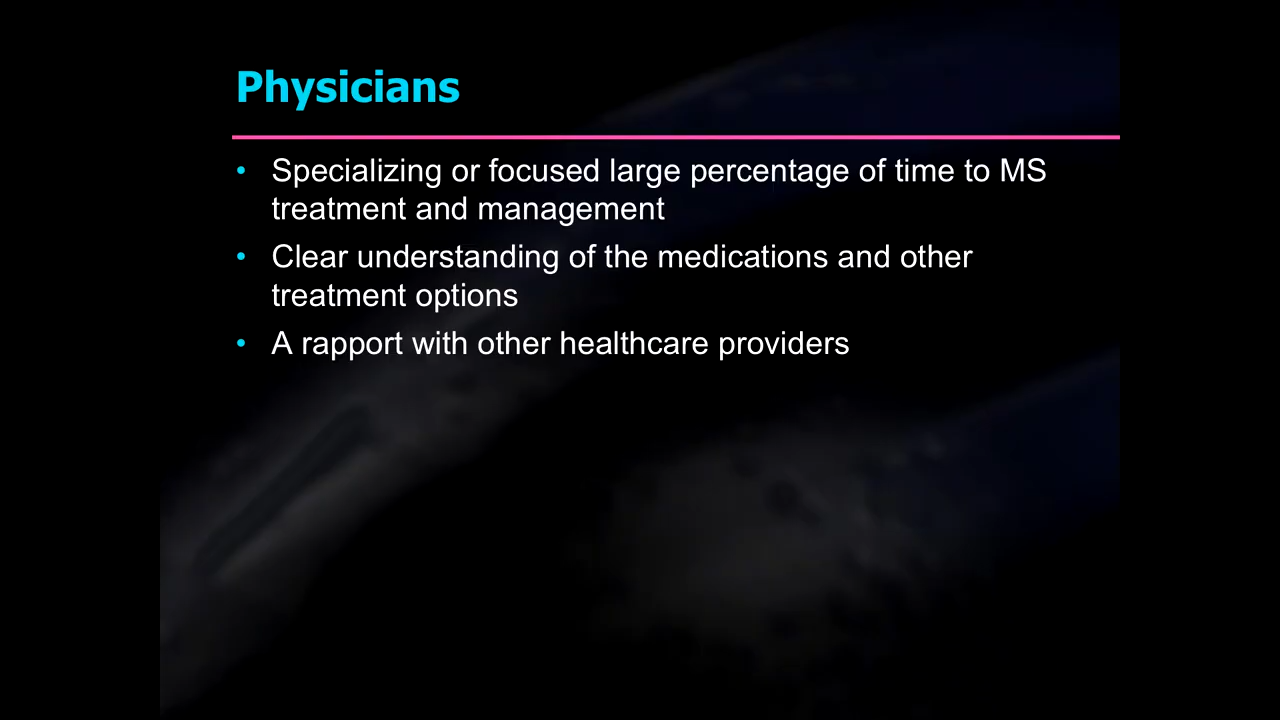 Physicians
• Specializing or focused large percentage of time to MS
treatment and management
• Clear understanding of the medications and other
treatment options
• A rapport with other healthcare providers